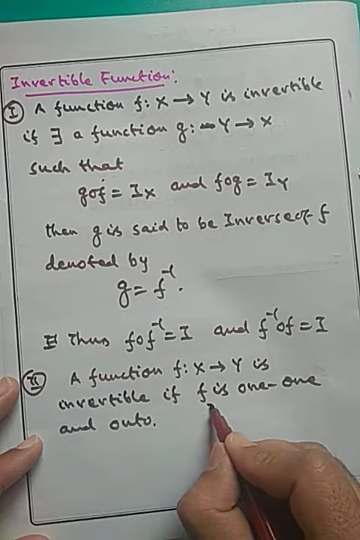 Invertible Function:
(I) A function f: X → Y is invertible
if ∃ a function g: Y → X
such that
gof = Ix and fog = Iy
then g is said to be Inverse of f
denoted by
g = f⁻¹.
Thus fof⁻¹ = I and f⁻¹of = I
(II) A function f: X → Y is
invertible if f is one-one
and onto.